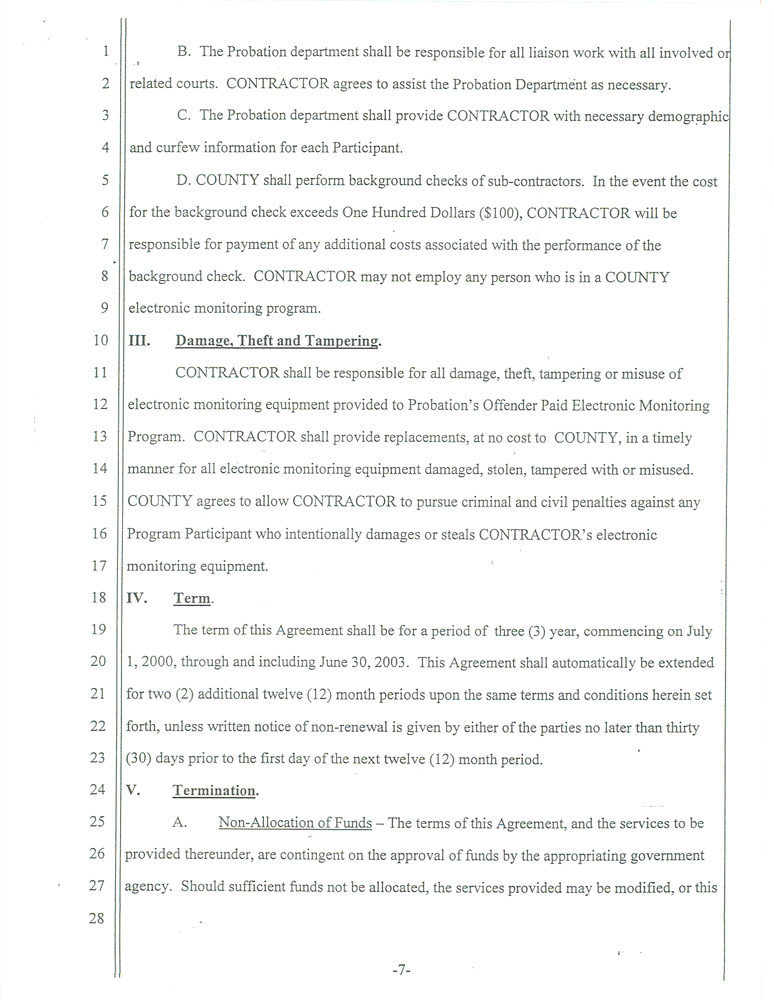 1 B. The Probation department shall be responsible for all liaison work with all involved or
2 related courts. CONTRACTOR agrees to assist the Probation Department as necessary.
3 C. The Probation department shall provide CONTRACTOR with necessary demographic
4 and curfew information for each Participant.
5 D. COUNTY shall perform background checks of sub-contractors. In the event the cost
6 for the background check exceeds One Hundred Dollars ($100), CONTRACTOR will be
7 responsible for payment of any additional costs associated with the performance of the
8 background check. CONTRACTOR may not employ any person who is in a COUNTY
9 electronic monitoring program.
10 III. Damage, Theft and Tampering.
11 CONTRACTOR shall be responsible for all damage, theft, tampering or misuse of
12 electronic monitoring equipment provided to Probation's Offender Paid Electronic Monitoring
13 Program. CONTRACTOR shall provide replacements, at no cost to COUNTY, in a timely
14 manner for all electronic monitoring equipment damaged, stolen, tampered with or misused.
15 COUNTY agrees to allow CONTRACTOR to pursue criminal and civil penalties against any
16 Program Participant who intentionally damages or steals CONTRACTOR's electronic
17 monitoring equipment.
18 IV. Term.
19 The term of this Agreement shall be for a period of three (3) year, commencing on July
20 1, 2000, through and including June 30, 2003. This Agreement shall automatically be extended
21 for two (2) additional twelve (12) month periods upon the same terms and conditions herein set
22 forth, unless written notice of non-renewal is given by either of the parties no later than thirty
23 (30) days prior to the first day of the next twelve (12) month period.
24 V. Termination.
25 A. Non-Allocation of Funds – The terms of this Agreement, and the services to be
26 provided thereunder, are contingent on the approval of funds by the appropriating government
27 agency. Should sufficient funds not be allocated, the services provided may be modified, or this
28
-7-